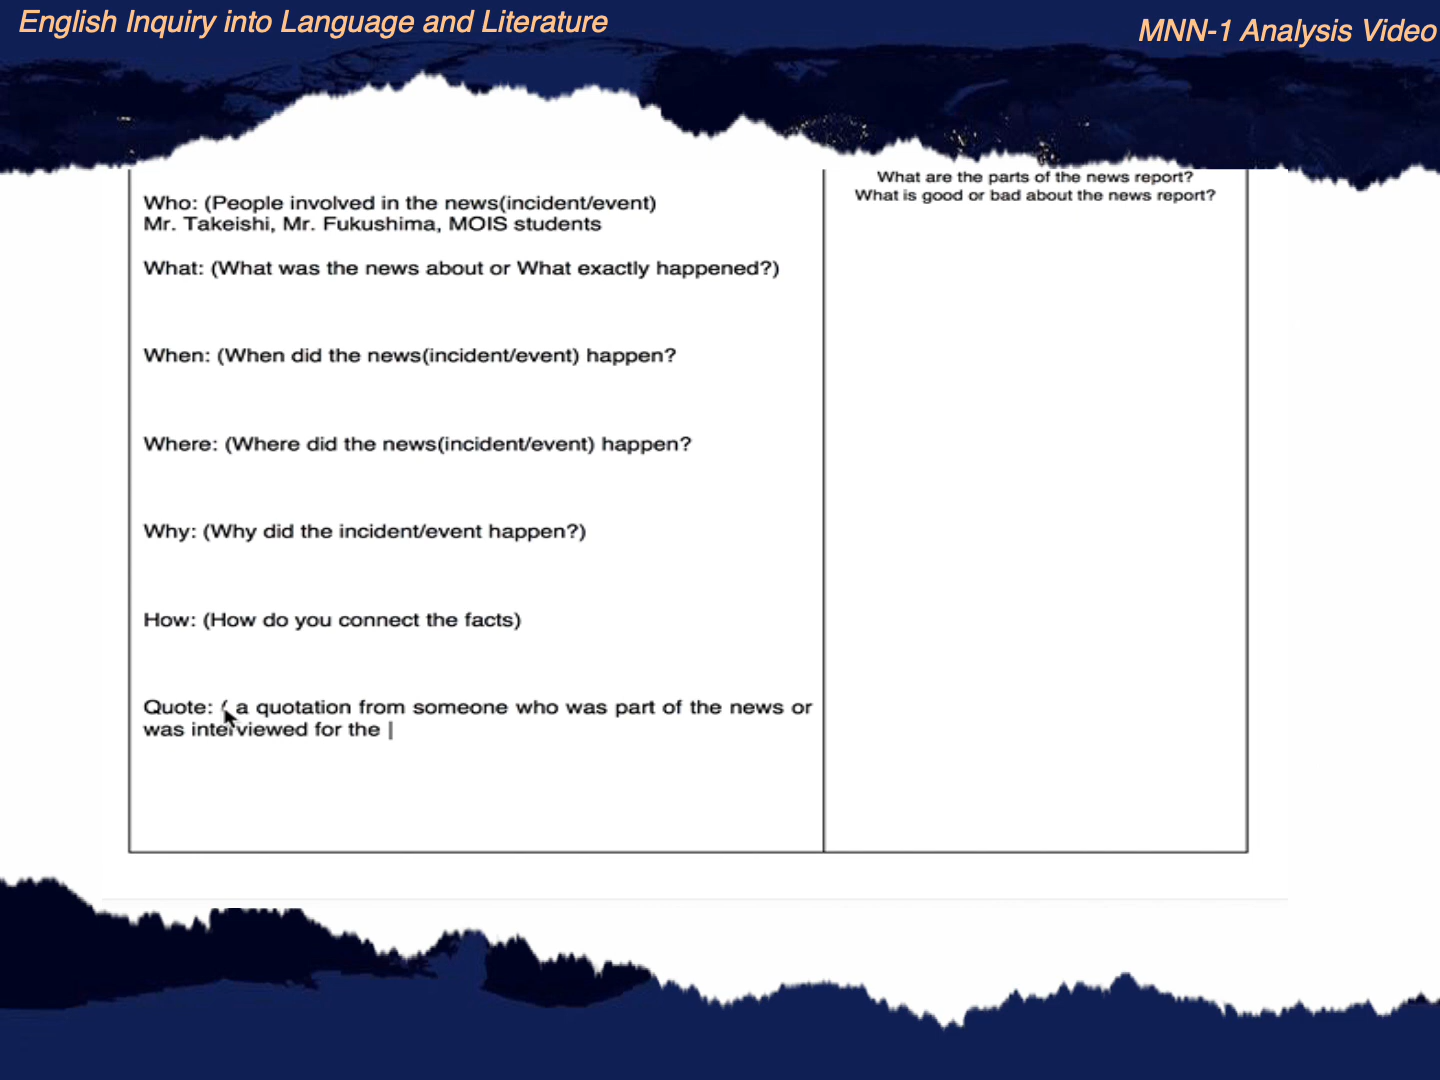 English Inquiry into Language and Literature
MNN-1 Analysis Video
What are the parts of the news report?
What is good or bad about the news report?
Who: (People involved in the news(incident/event)
Mr. Takeishi, Mr. Fukushima, MOIS students
What: (What was the news about or What exactly happened?)
When: (When did the news(incident/event) happen?
Where: (Where did the news(incident/event) happen?
Why: (Why did the incident/event happen?)
How: (How do you connect the facts)
Quote: ( a quotation from someone who was part of the news or
was interviewed for the